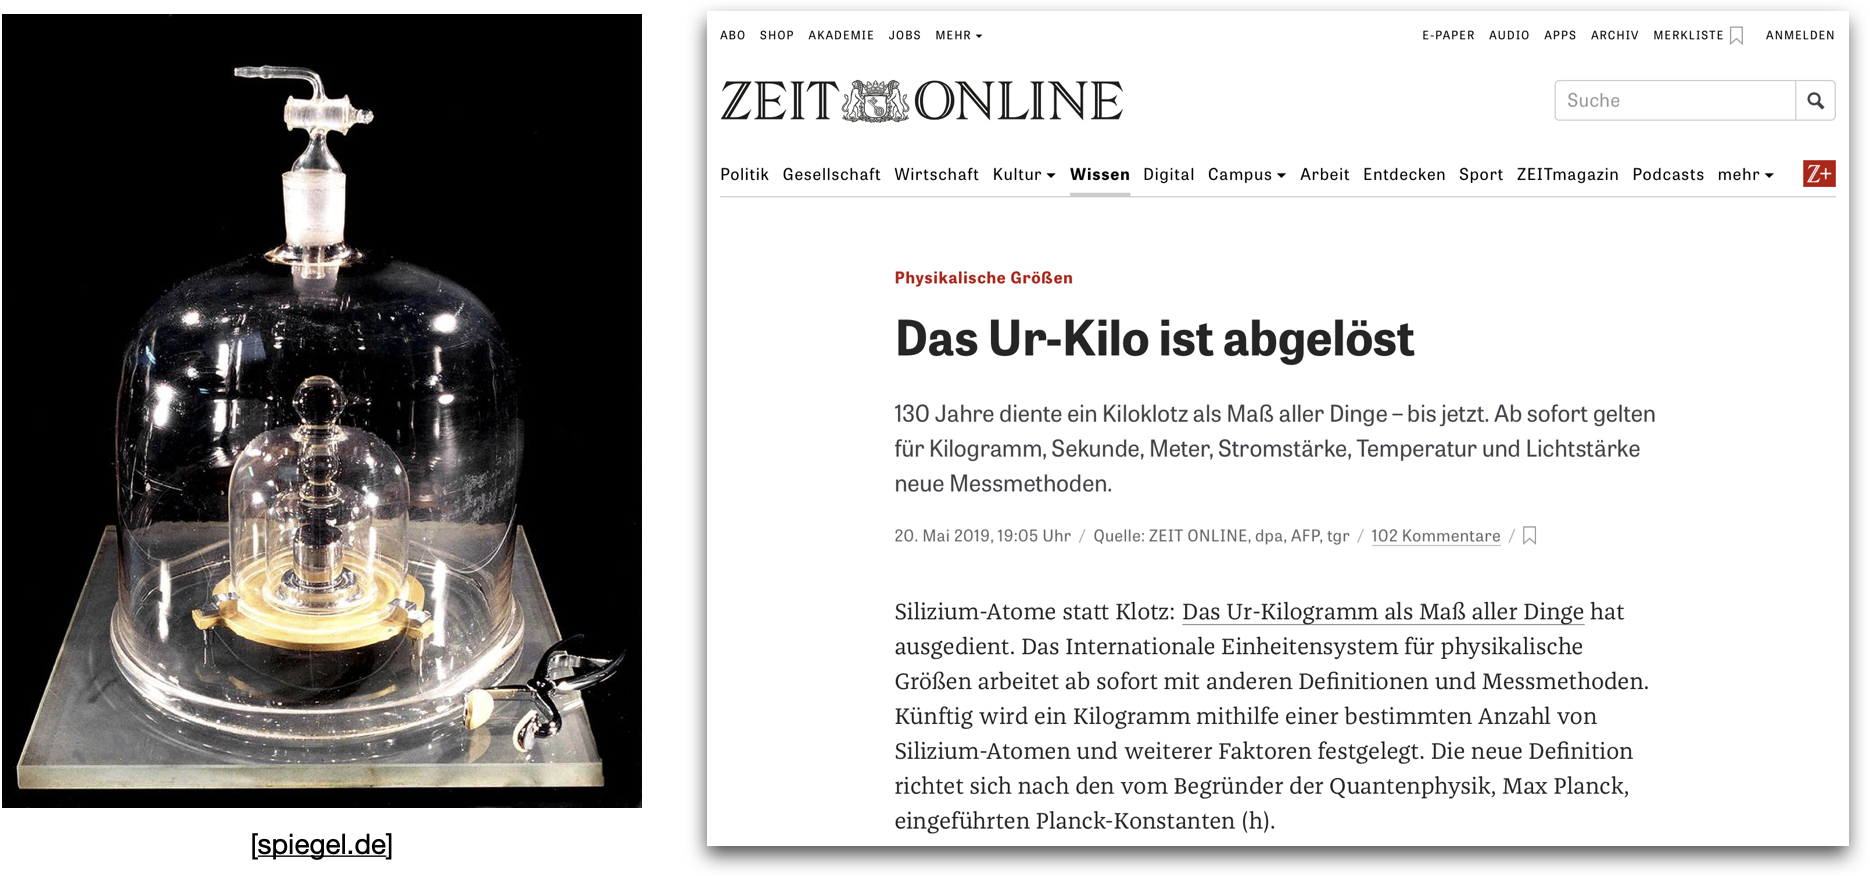 [spiegel.de]
ABO SHOP AKADEMIE JOBS MEHR
E-PAPER AUDIO APPS ARCHIV MERKLISTE ANMELDEN
ZEIT ONLINE
Suche
Politik Gesellschaft Wirtschaft Kultur Wissen Digital Campus Arbeit Entdecken Sport ZEITmagazin Podcasts mehr Z+
Physikalische Größen
Das Ur-Kilo ist abgelöst
130 Jahre diente ein Kiloklotz als Maß aller Dinge – bis jetzt. Ab sofort gelten
für Kilogramm, Sekunde, Meter, Stromstärke, Temperatur und Lichtstärke
neue Messmethoden.
20. Mai 2019, 19:05 Uhr / Quelle: ZEIT ONLINE, dpa, AFP, tgr / 102 Kommentare /
Silizium-Atome statt Klotz: Das Ur-Kilogramm als Maß aller Dinge hat
ausgedient. Das Internationale Einheitensystem für physikalische
Größen arbeitet ab sofort mit anderen Definitionen und Messmethoden.
Künftig wird ein Kilogramm mithilfe einer bestimmten Anzahl von
Silizium-Atomen und weiterer Faktoren festgelegt. Die neue Definition
richtet sich nach den vom Begründer der Quantenphysik, Max Planck,
eingeführten Planck-Konstanten (h).